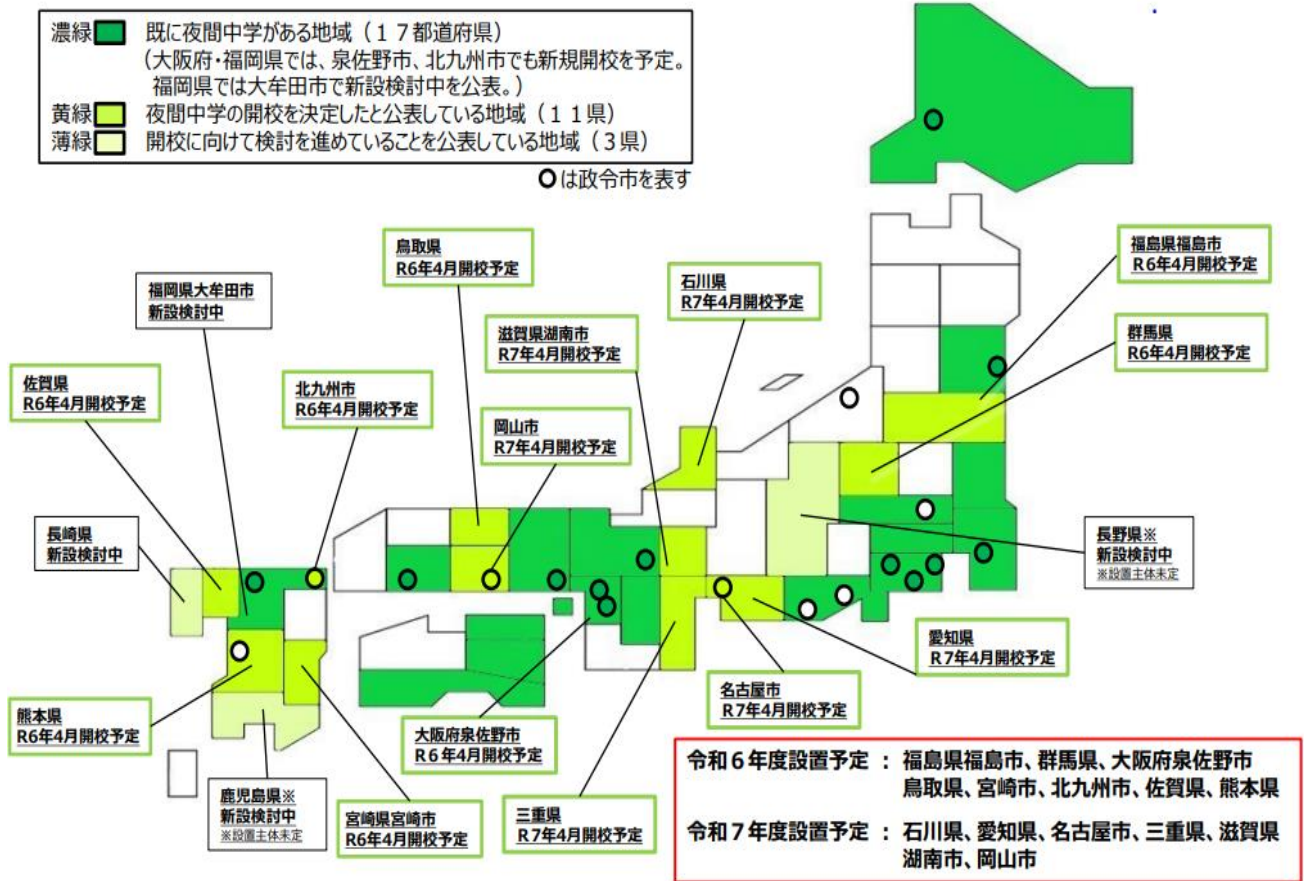 濃緑 既に夜間中学がある地域（１７都道府県）
（大阪府・福岡県では、泉佐野市、北九州市でも新規開校を予定。
福岡県では大牟田市で新設検討中を公表。）
黄緑 夜間中学の開校を決定したと公表している地域（１１県）
薄緑 開校に向けて検討を進めていることを公表している地域（３県）
は政令市を表す
鳥取県
R6年4月開校予定
福岡県大牟田市
新設検討中
石川県
R7年4月開校予定
福島県福島市
R6年4月開校予定
滋賀県湖南市
R7年4月開校予定
群馬県
R6年4月開校予定
佐賀県
R6年4月開校予定
北九州市
R6年4月開校予定
岡山市
R7年4月開校予定
長崎県
新設検討中
長野県※
新設検討中
※設置主体未定
愛知県
R7年4月開校予定
名古屋市
R7年4月開校予定
熊本県
R6年4月開校予定
大阪府泉佐野市
R６年4月開校予定
鹿児島県※
新設検討中
※設置主体未定
宮崎県宮崎市
R6年4月開校予定
三重県
R7年4月開校予定
令和６年度設置予定 ： 福島県福島市、群馬県、大阪府泉佐野市
鳥取県、宮崎市、北九州市、佐賀県、熊本県
令和７年度設置予定 ： 石川県、愛知県、名古屋市、三重県、滋賀県
湖南市、岡山市